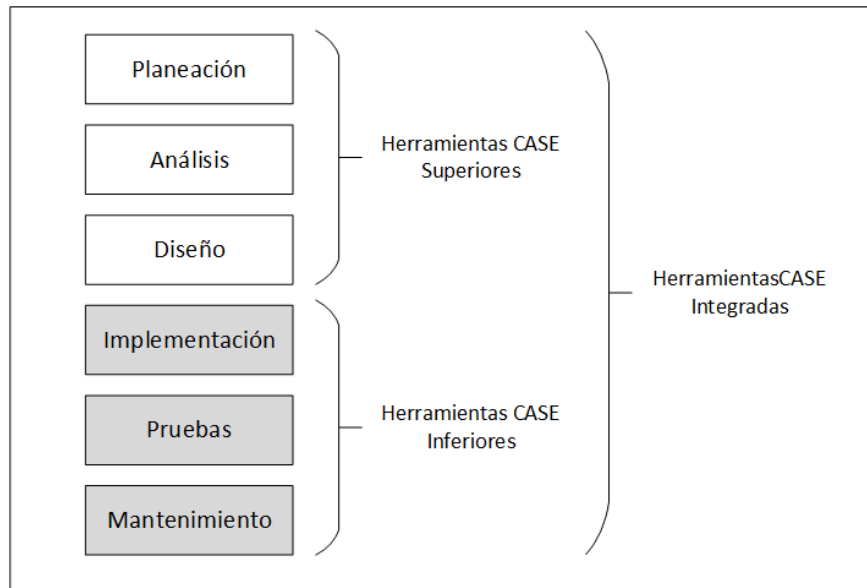 Planeación
Análisis
Diseño
Implementación
Pruebas
Mantenimiento
Herramientas CASE
Superiores
Herramientas CASE
Inferiores
HerramientasCASE
Integradas